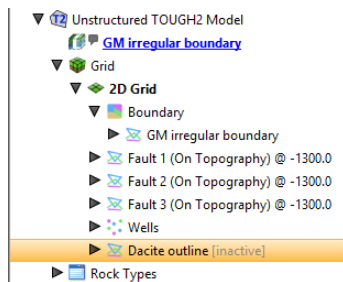 T2 Unstructured TOUGH2 Model
GM irregular boundary
Grid
2D Grid
Boundary
GM irregular boundary
Fault 1 (On Topography) @ -1300.0
Fault 2 (On Topography) @ -1300.0
Fault 3 (On Topography) @ -1300.0
Wells
Dacite outline [inactive]
Rock Types